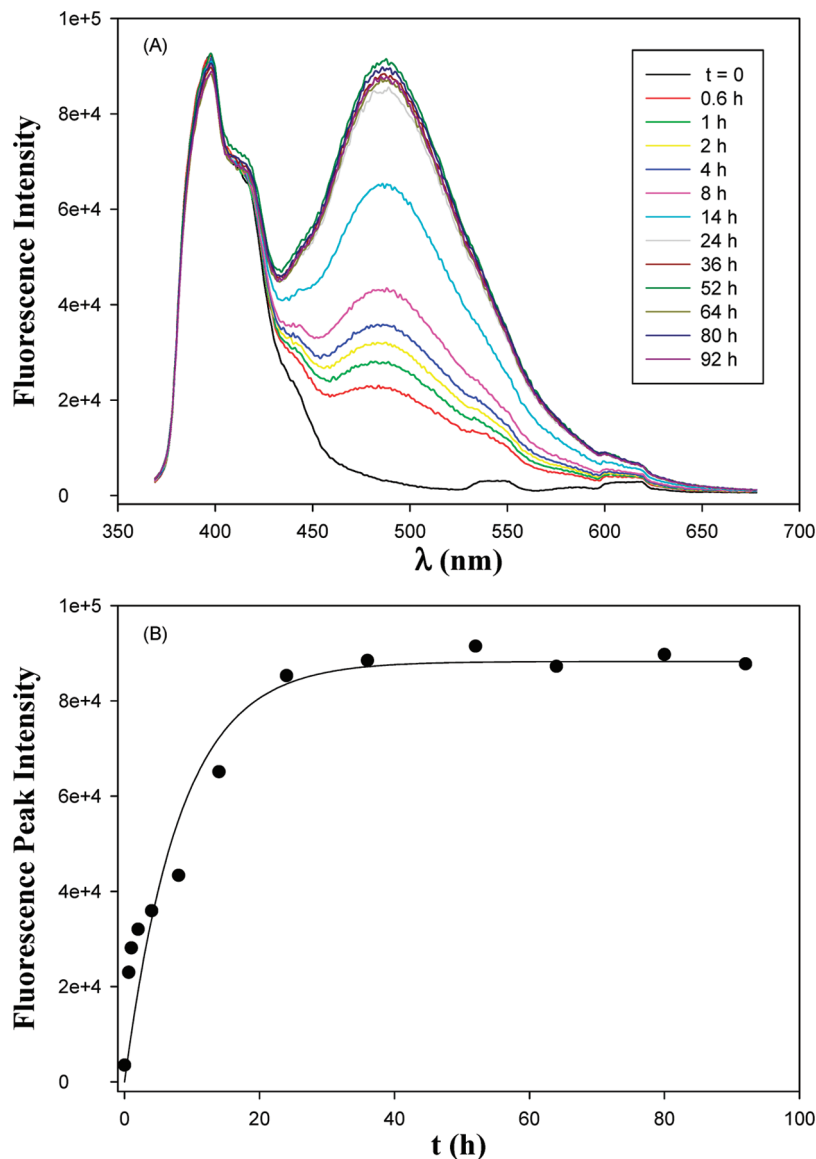 (A)
Fluorescence Intensity
1e+5
8e+4
6e+4
4e+4
2e+4
0
t = 0
0.6 h
1 h
2 h
4 h
8 h
14 h
24 h
36 h
52 h
64 h
80 h
92 h
350 400 450 500 550 600 650 700
λ (nm)
(B)
Fluorescence Peak Intensity
1e+5
8e+4
6e+4
4e+4
2e+4
0
0 20 40 60 80 100
t (h)